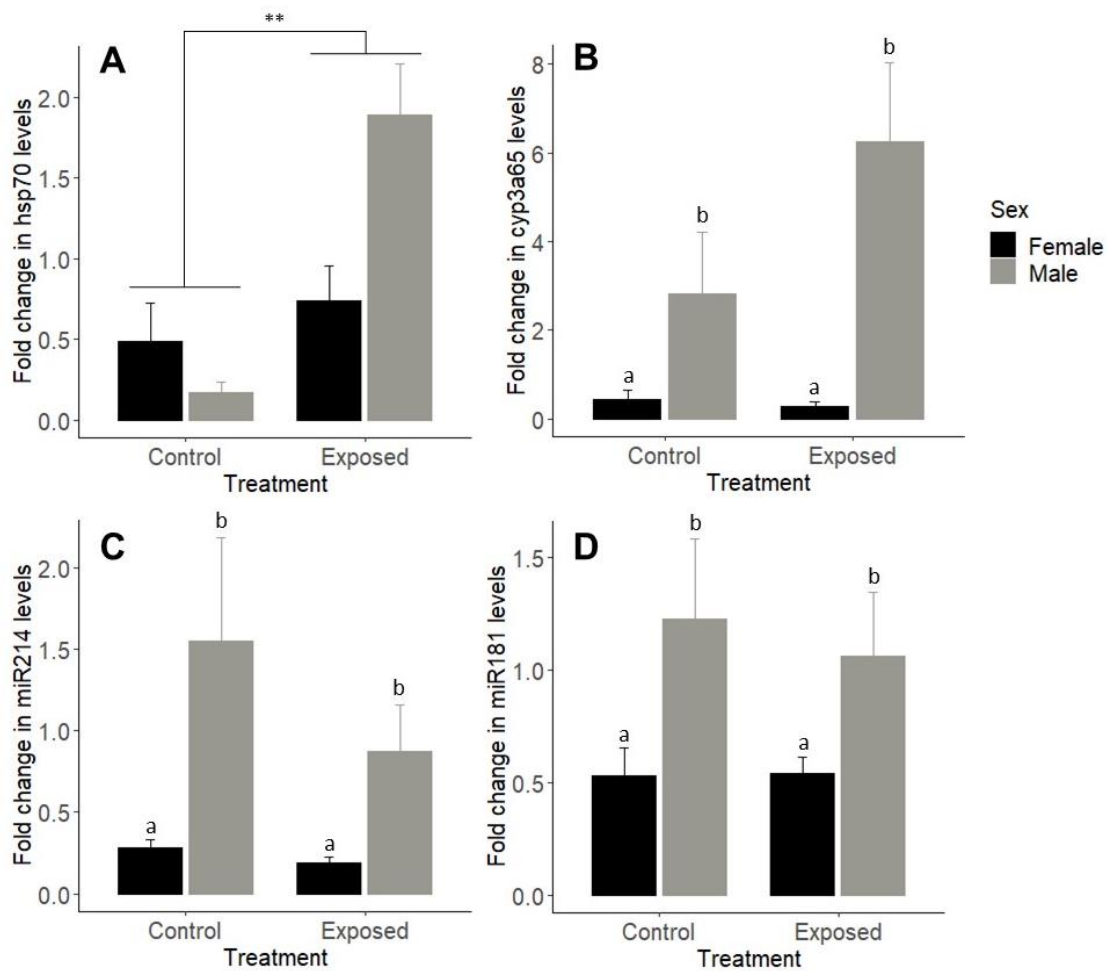 **
A
Fold change in hsp70 levels
2.0
1.5
1.0
0.5
0.0
Control
Exposed
Treatment
B
Fold change in cyp3a65 levels
8
6
4
2
0
a
b
a
b
Control
Exposed
Treatment
Sex
Female
Male
C
Fold change in miR214 levels
2.0
1.5
1.0
0.5
0.0
a
b
a
b
Control
Exposed
Treatment
D
Fold change in miR181 levels
1.5
1.0
0.5
0.0
a
b
a
b
Control
Exposed
Treatment